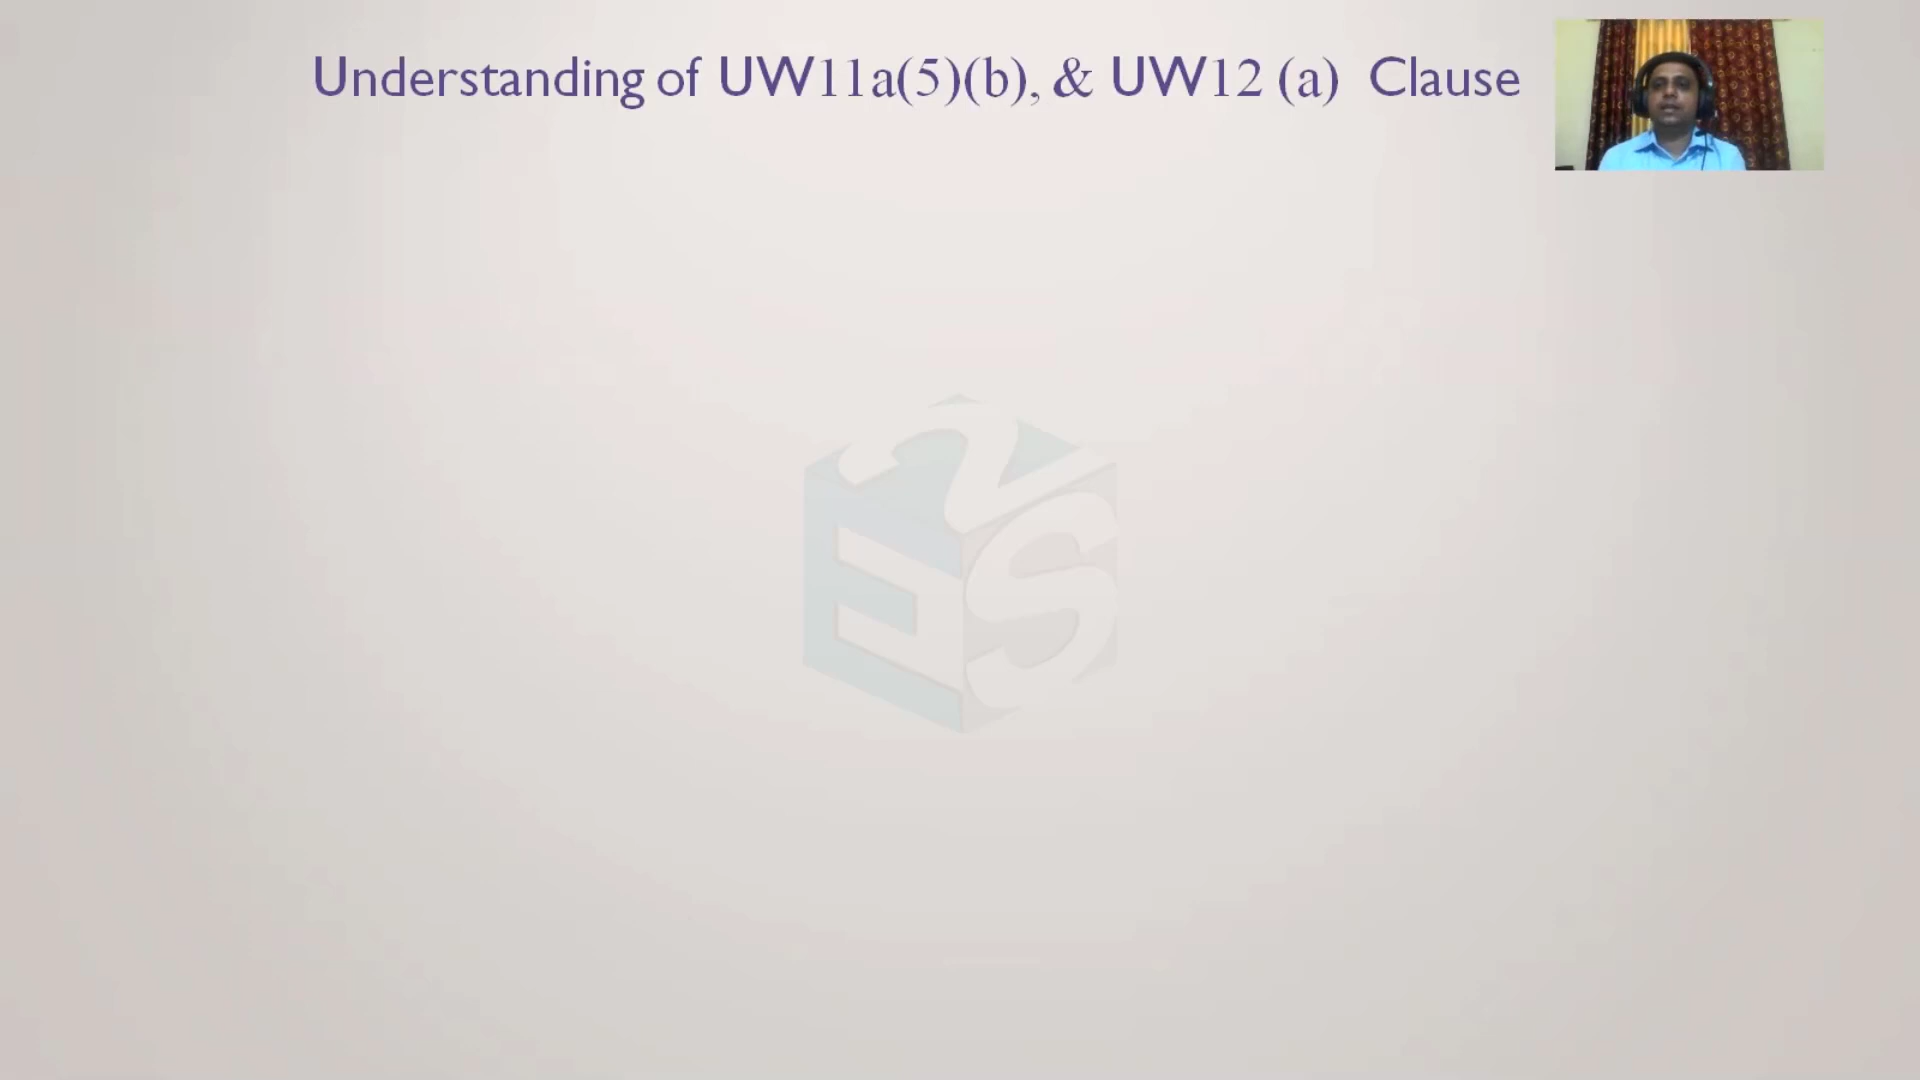 Understanding of UW11a(5)(b), & UW12 (a) Clause